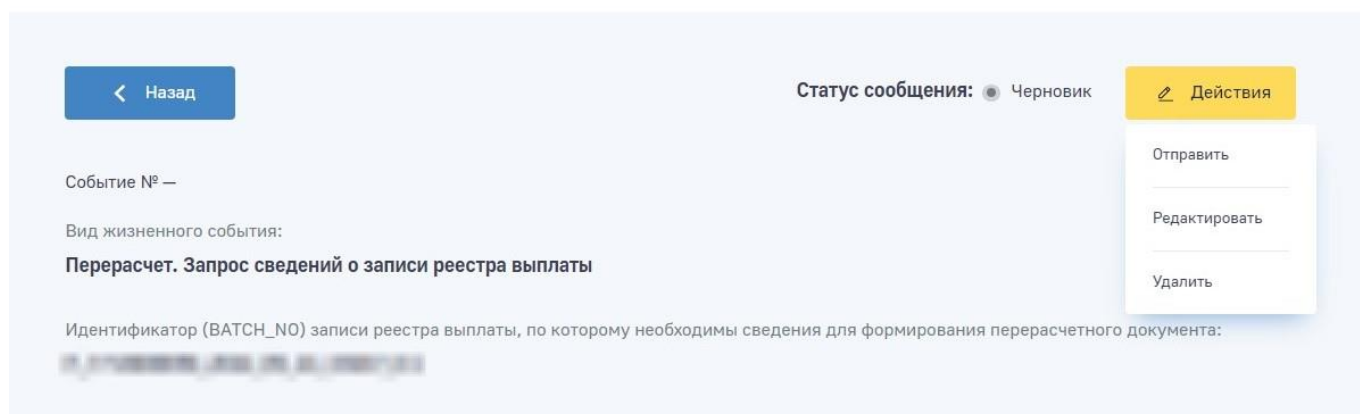 Назад
Статус сообщения: Черновик
Действия
Отправить
Событие № —
Редактировать
Вид жизненного события:
Перерасчет. Запрос сведений о записи реестра выплаты
Удалить
Идентификатор (BATCH_NO) записи реестра выплаты, по которому необходимы сведения для формирования перерасчетного документа: